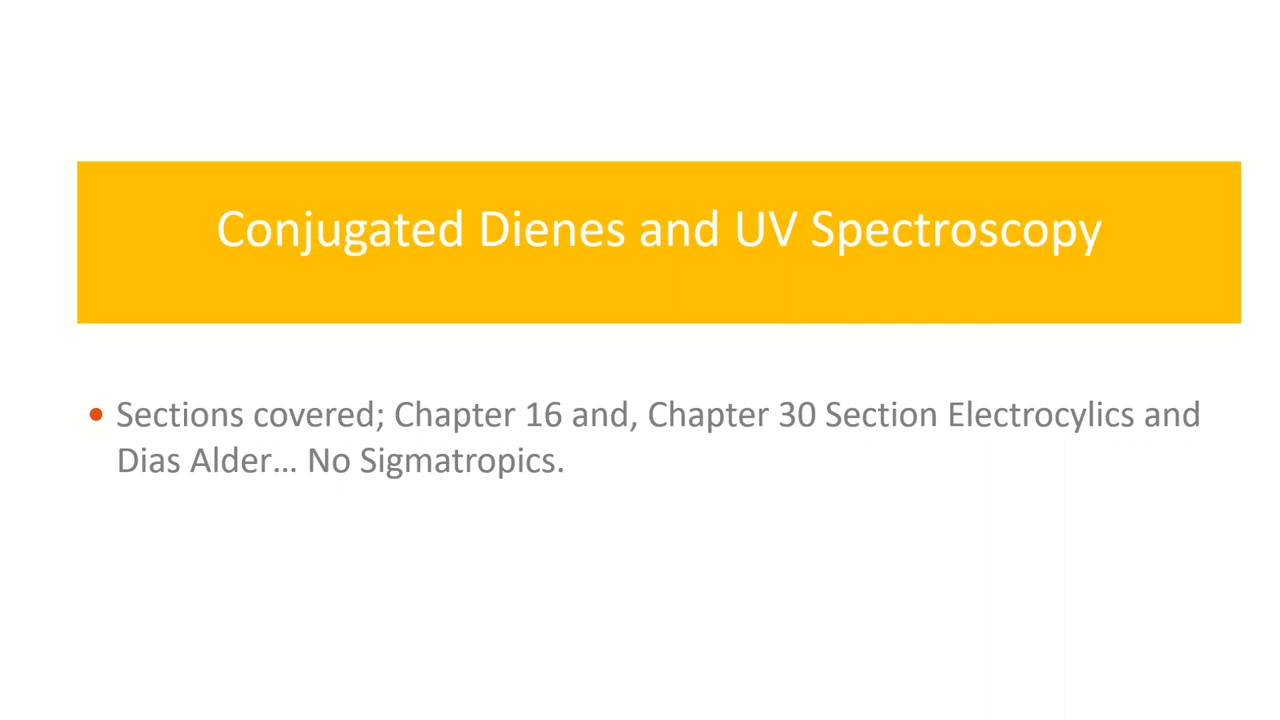 Conjugated Dienes and UV Spectroscopy
• Sections covered; Chapter 16 and, Chapter 30 Section Electrocylics and
Dias Alder... No Sigmatropics.